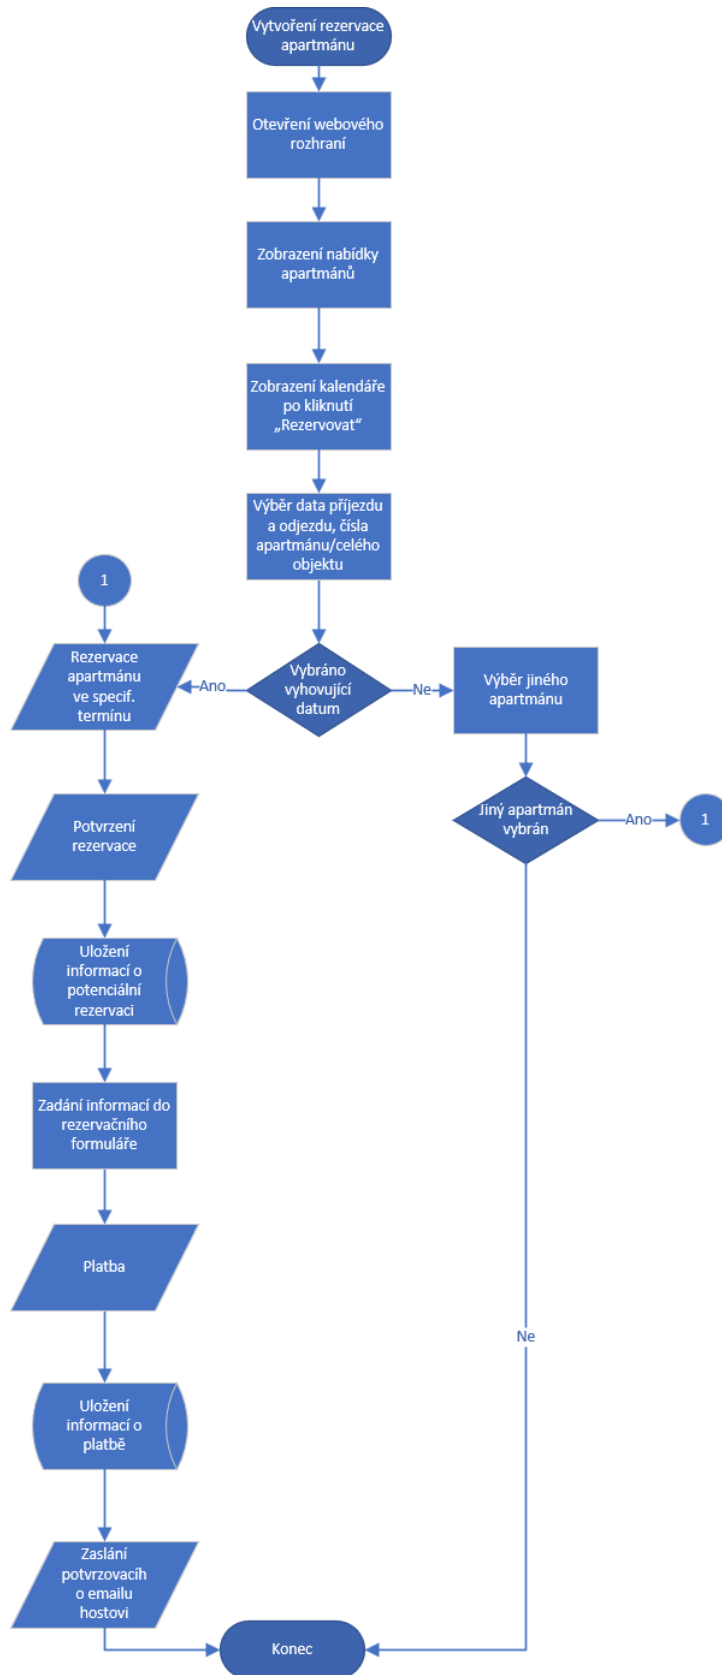 Vytvoření rezervace
apartmánu
Otevření webového
rozhraní
Zobrazení nabídky
apartmánů
Zobrazení kalendáře
po kliknutí
„Rezervovat“
Výběr data příjezdu
a odjezdu, čísla
apartmánu/celého
objektu
1
Rezervace
apartmánu
ve specif.
termínu
Ano
Vybráno
vyhovující
datum
Ne
Výběr jiného
apartmánu
Jiný apartmán
vybrán
Ano
1
Potvrzení
rezervace
Uložení
informací o
potenciální
rezervaci
Zadání informací do
rezervačního
formuláře
Platba
Ne
Uložení
informací o
platbě
Zaslání
potvrzovacíh
o emailu
hostovi
Konec